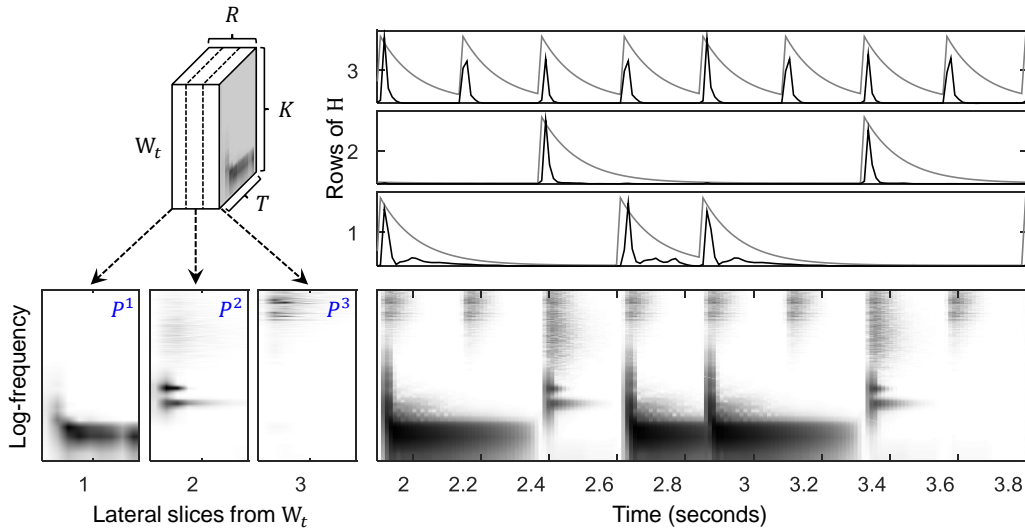 R
K
W_t
T
Rows of H
3
2
1
P^1
P^2
P^3
Log-frequency
1
2
3
Lateral slices from W_t
2 2.2 2.4 2.6 2.8 3 3.2 3.4 3.6 3.8
Time (seconds)